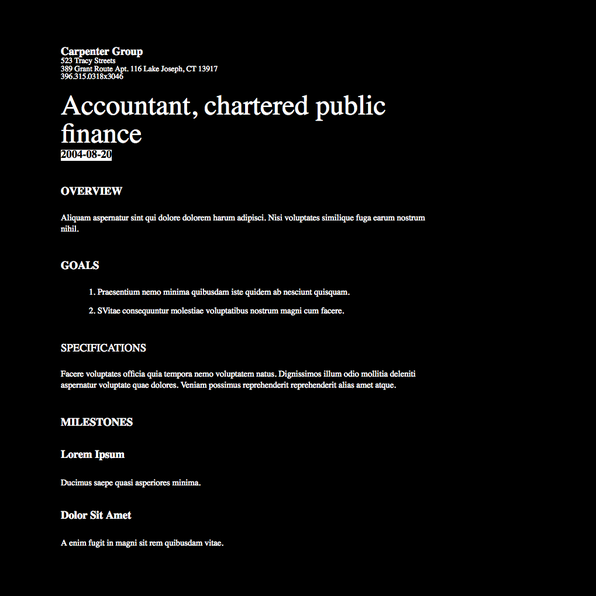 Carpenter Group
523 Tracy Streets
389 Grant Route Apt. 116 Lake Joseph, CT 13917
396.315.0318x3046
Accountant, chartered public
finance
2004-08-20
OVERVIEW
Aliquam aspernatur sint qui dolore dolorem harum adipisci. Nisi voluptates similique fuga earum nostrum
nihil.
GOALS
1. Praesentium nemo minima quibusdam iste quidem ab nesciunt quisquam.
2. SVitae consequuntur molestiae voluptatibus nostrum magni cum facere.
SPECIFICATIONS
Facere voluptates officia quia tempora nemo voluptatem natus. Dignissimos illum odio mollitia deleniti
aspernatur voluptate quae dolores. Veniam possimus reprehenderit reprehenderit alias amet atque.
MILESTONES
Lorem Ipsum
Ducimus saepe quasi asperiores minima.
Dolor Sit Amet
A enim fugit in magni sit rem quibusdam vitae.